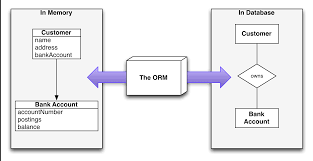 In Memory
Customer
name
address
bankAccount
Bank Account
accountNumber
postings
balance
The ORM
In Database
Customer
owns
Bank
Account